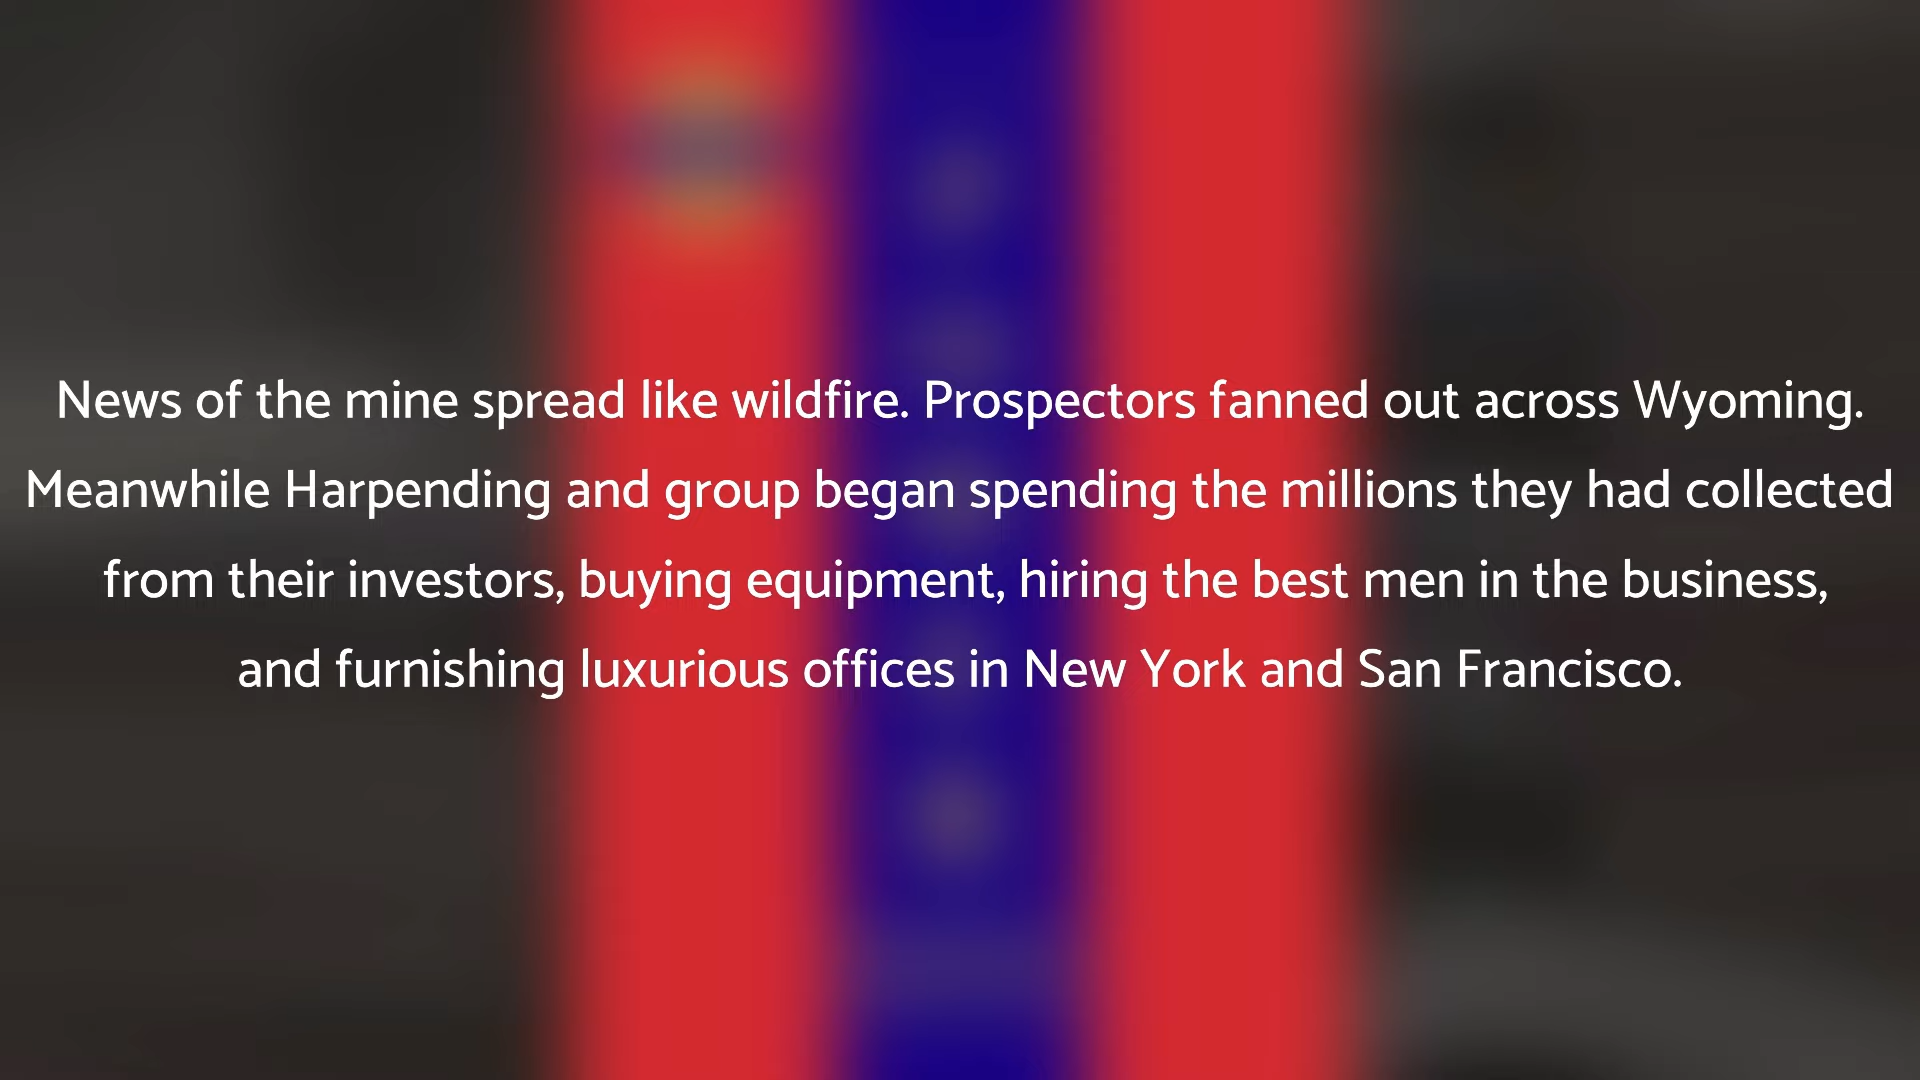 News of the mine spread like wildfire. Prospectors fanned out across Wyoming.
Meanwhile Harpending and group began spending the millions they had collected
from their investors, buying equipment, hiring the best men in the business,
and furnishing luxurious offices in New York and San Francisco.